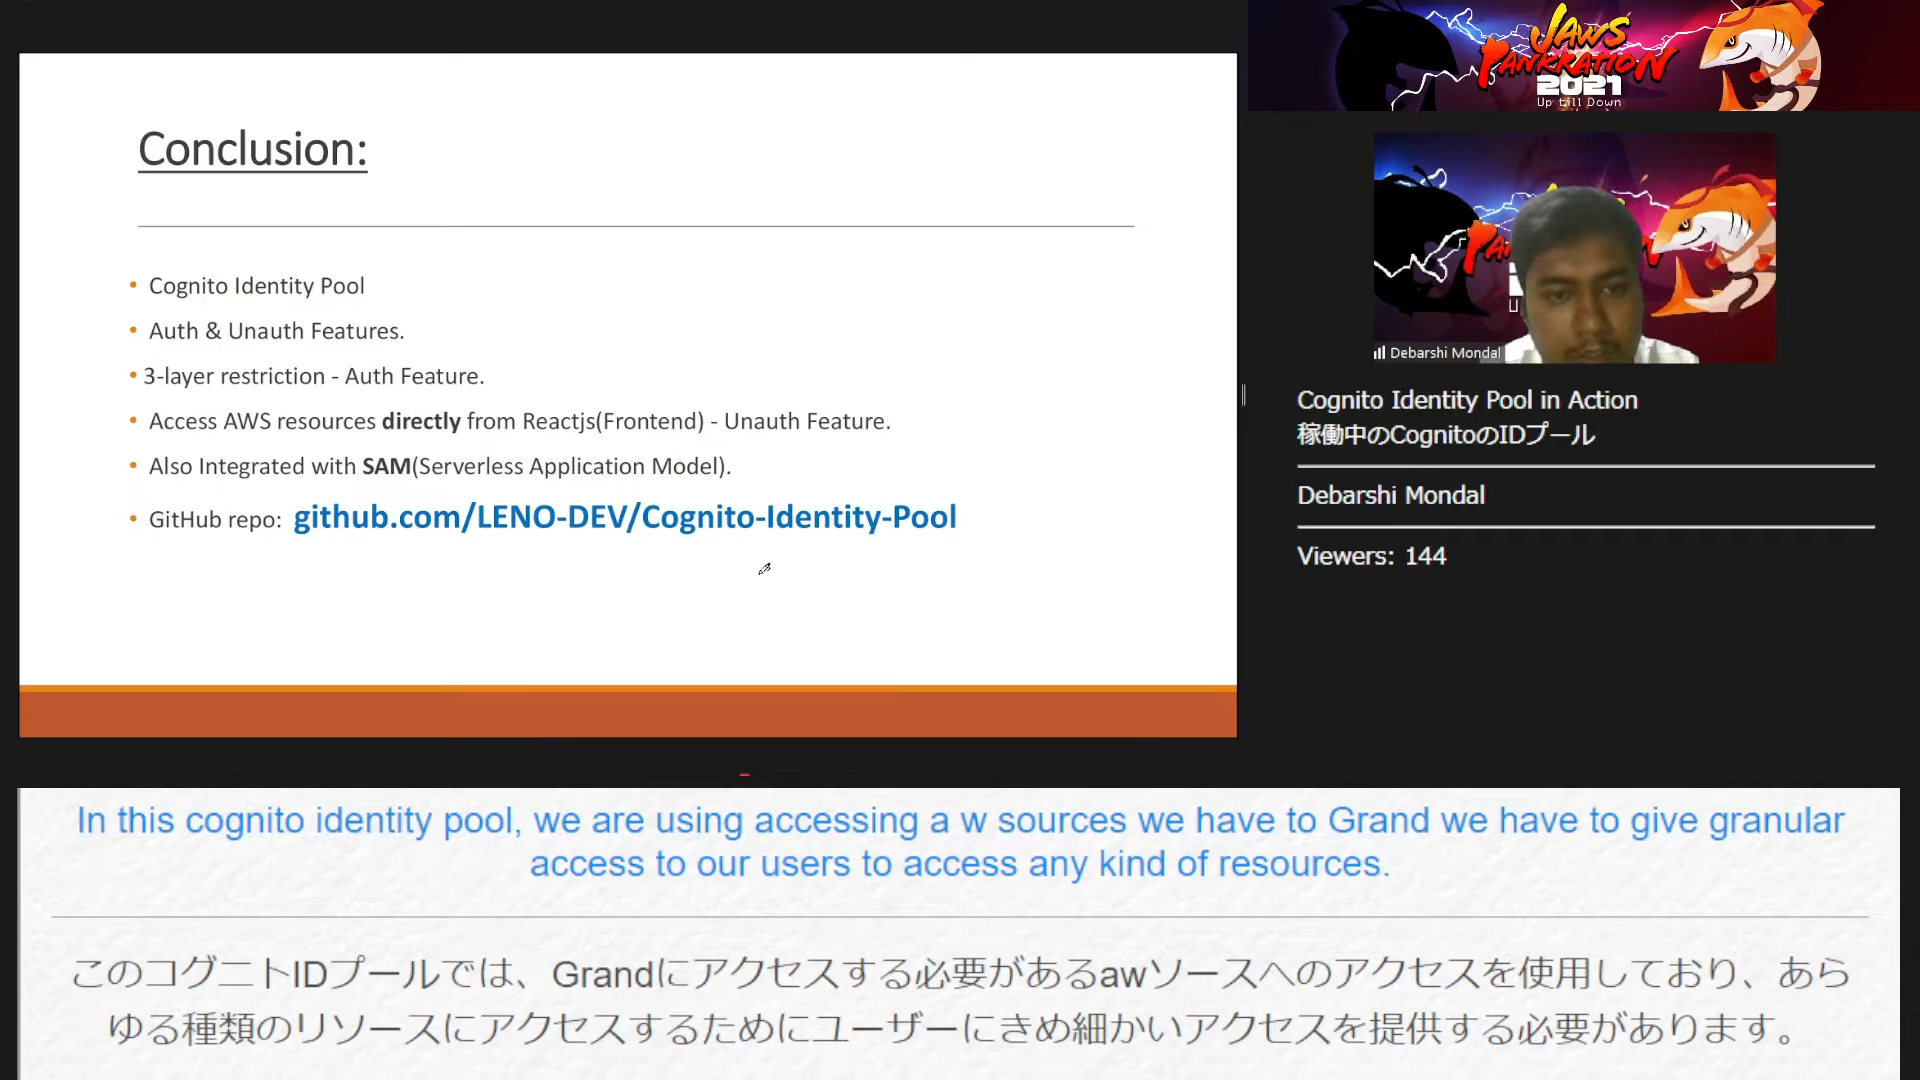 Conclusion:
• Cognito Identity Pool
• Auth & Unauth Features.
• 3-layer restriction - Auth Feature.
• Access AWS resources directly from Reactjs(Frontend) - Unauth Feature.
• Also Integrated with SAM(Serverless Application Model).
• GitHub repo: github.com/LENO-DEV/Cognito-Identity-Pool
JAWS
PANKRATION
2021
Up till Down
Debarshi Mondal
Cognito Identity Pool in Action
稼働中のCognitoのIDプール
Debarshi Mondal
Viewers: 144
In this cognito identity pool, we are using accessing a w sources we have to Grand we have to give granular
access to our users to access any kind of resources.
このコグニトIDプールでは、Grandにアクセスする必要があるawソースへのアクセスを使用しており、あら
ゆる種類のリソースにアクセスするためにユーザーにきめ細かいアクセスを提供する必要があります。